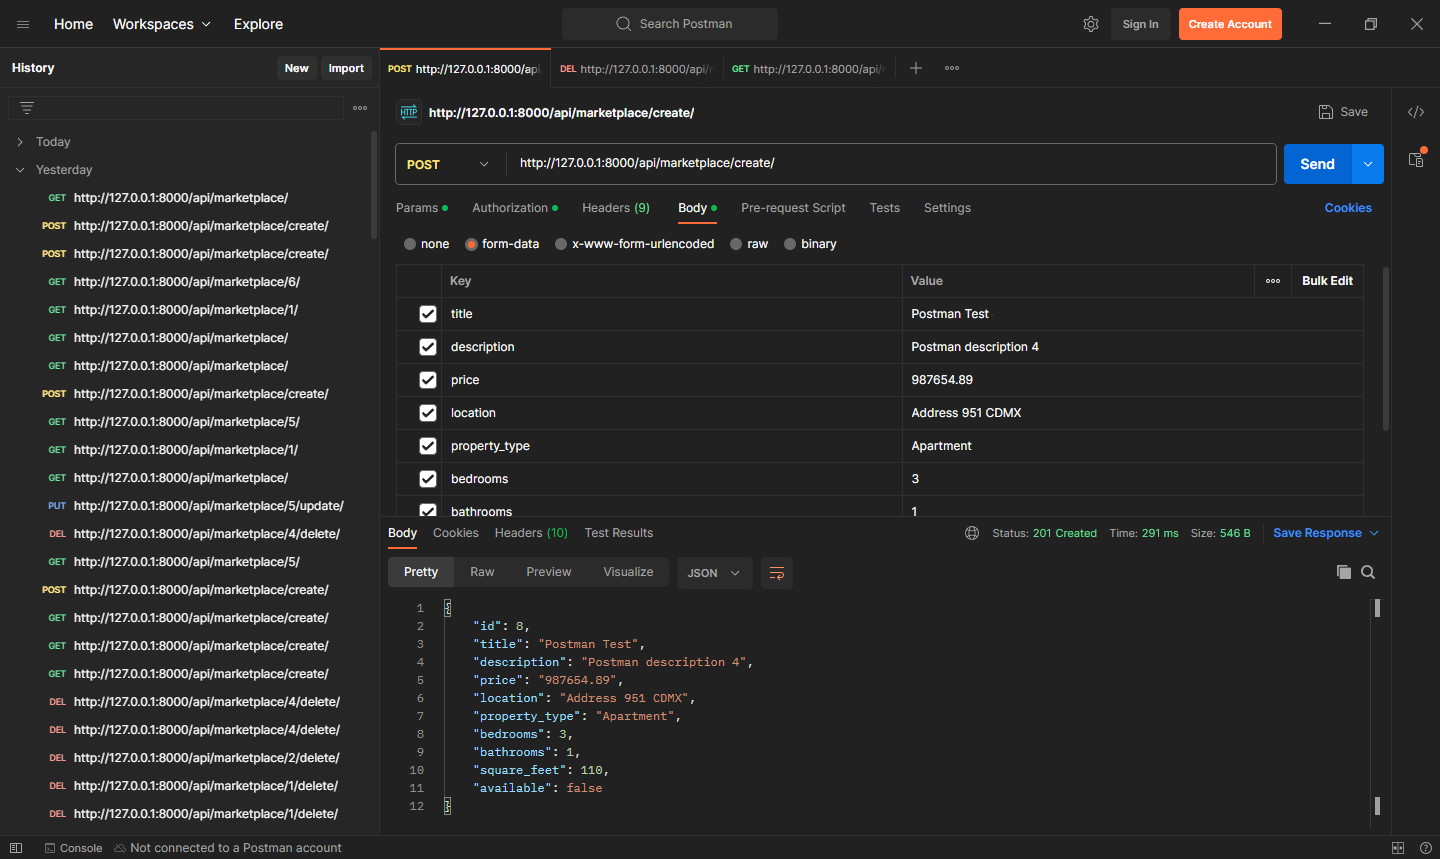 Home Workspaces Explore Search Postman Sign In Create Account
History New Import
Today
Yesterday
GET http://127.0.0.1:8000/api/marketplace/
POST http://127.0.0.1:8000/api/marketplace/create/
POST http://127.0.0.1:8000/api/marketplace/create/
GET http://127.0.0.1:8000/api/marketplace/6/
GET http://127.0.0.1:8000/api/marketplace/1/
GET http://127.0.0.1:8000/api/marketplace/
GET http://127.0.0.1:8000/api/marketplace/
POST http://127.0.0.1:8000/api/marketplace/create/
GET http://127.0.0.1:8000/api/marketplace/5/
GET http://127.0.0.1:8000/api/marketplace/1/
GET http://127.0.0.1:8000/api/marketplace/
PUT http://127.0.0.1:8000/api/marketplace/5/update/
DEL http://127.0.0.1:8000/api/marketplace/4/delete/
GET http://127.0.0.1:8000/api/marketplace/5/
POST http://127.0.0.1:8000/api/marketplace/create/
GET http://127.0.0.1:8000/api/marketplace/create/
GET http://127.0.0.1:8000/api/marketplace/create/
GET http://127.0.0.1:8000/api/marketplace/create/
DEL http://127.0.0.1:8000/api/marketplace/4/delete/
DEL http://127.0.0.1:8000/api/marketplace/4/delete/
DEL http://127.0.0.1:8000/api/marketplace/2/delete/
DEL http://127.0.0.1:8000/api/marketplace/1/delete/
DEL http://127.0.0.1:8000/api/marketplace/1/delete/
POST http://127.0.0.1:8000/api DEL http://127.0.0.1:8000/api/ GET http://127.0.0.1:8000/api/
HTTP http://127.0.0.1:8000/api/marketplace/create/ Save
POST http://127.0.0.1:8000/api/marketplace/create/ Send
Params Authorization Headers (9) Body Pre-request Script Tests Settings Cookies
none form-data x-www-form-urlencoded raw binary
Key Value Bulk Edit
title Postman Test
description Postman description 4
price 987654.89
location Address 951 CDMX
property_type Apartment
bedrooms 3
bathrooms 1
Body Cookies Headers (10) Test Results Status: 201 Created Time: 291 ms Size: 546 B Save Response
Pretty Raw Preview Visualize JSON
1 {
2 "id": 8,
3 "title": "Postman Test",
4 "description": "Postman description 4",
5 "price": "987654.89",
6 "location": "Address 951 CDMX",
7 "property_type": "Apartment",
8 "bedrooms": 3,
9 "bathrooms": 1,
10 "square_feet": 110,
11 "available": false
12 }
Console Not connected to a Postman account